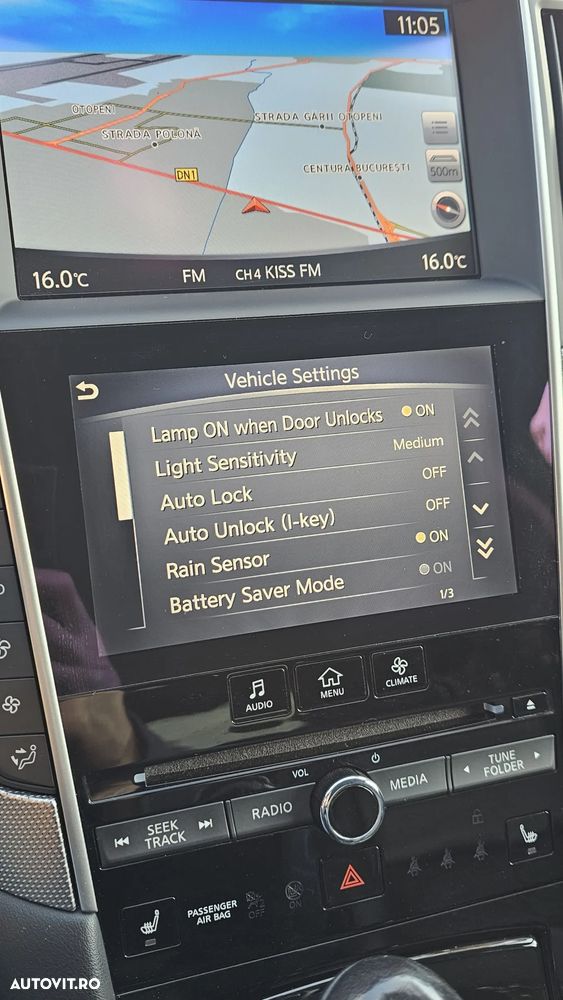 11:05
OTOPENI
STRADA GĂRII OTOPENI
STRADA POLONĂ
CENTURA BUCUREȘTI
500m
DN1
16.0°C
FM
CH4 KISS FM
16.0°C
Vehicle Settings
Lamp ON when Door Unlocks
ON
Light Sensitivity
Medium
Auto Lock
OFF
Auto Unlock (I-key)
OFF
Rain Sensor
ON
Battery Saver Mode
ON
1/3
AUDIO
MENU
CLIMATE
VOL
SEEK
TRACK
RADIO
MEDIA
TUNE
FOLDER
PASSENGER
AIR BAG
OFF
ON
AUTOVIT.RO